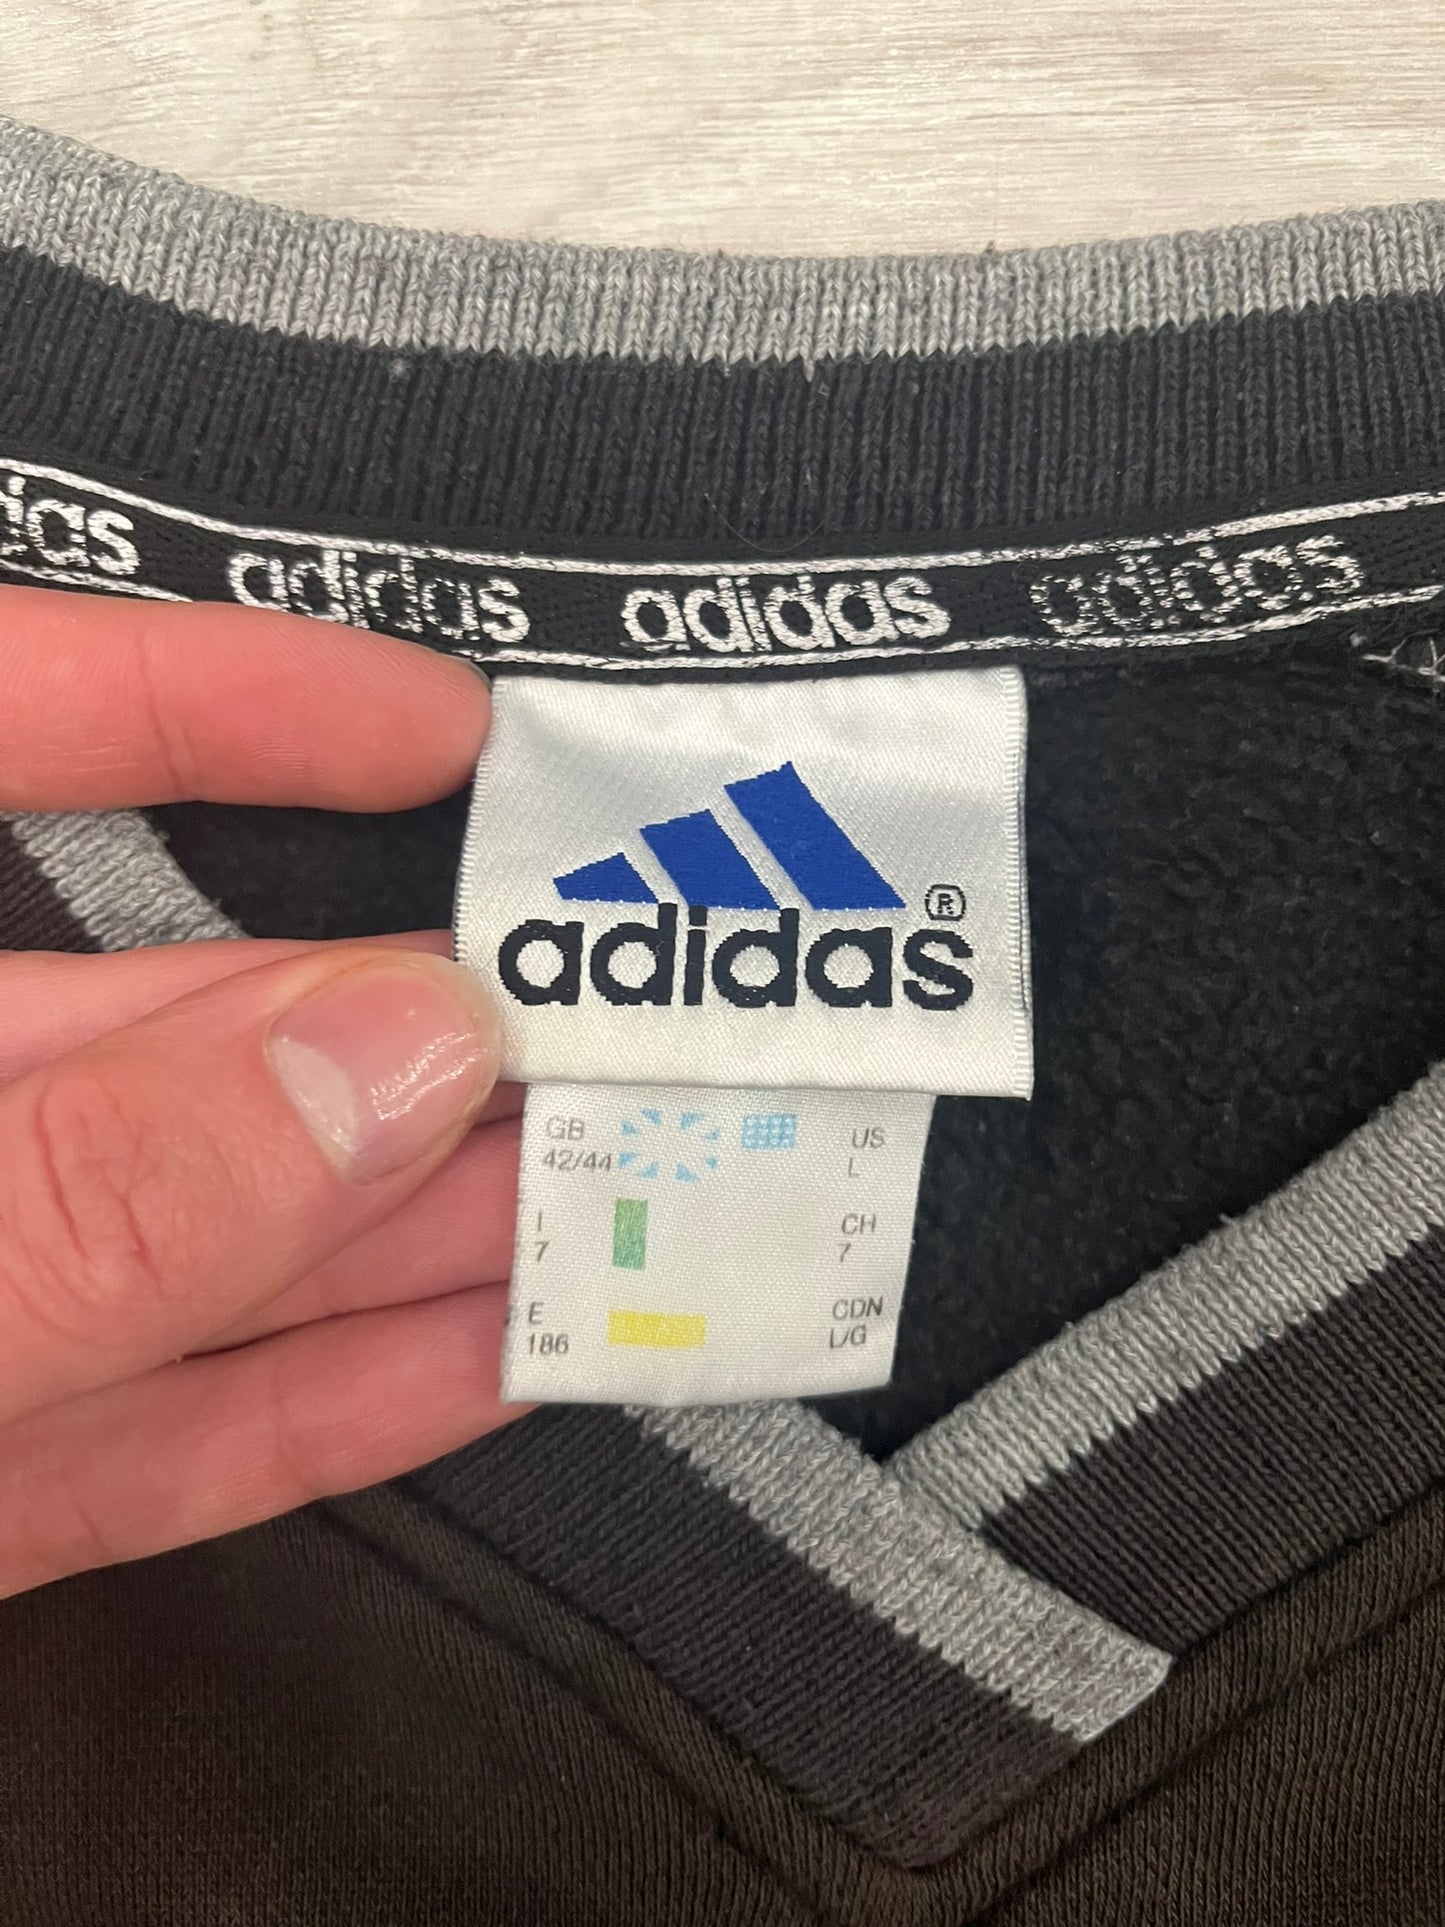 adidas adidas adidas adidas
adidas®
GB US
42/44 L
I CH
7 7
E CDN
186 L/G